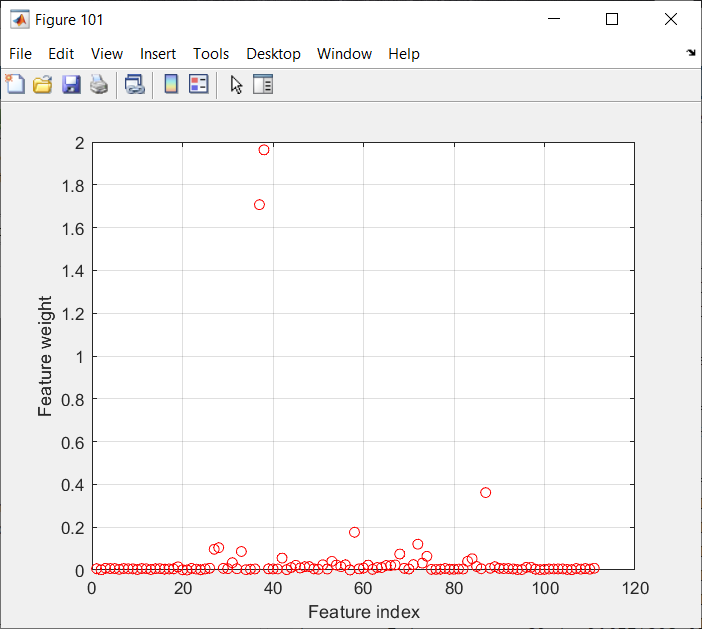 Figure 101
File Edit View Insert Tools Desktop Window Help
2
1.8
1.6
1.4
1.2
1
0.8
0.6
0.4
0.2
0
Feature weight
0 20 40 60 80 100 120
Feature index